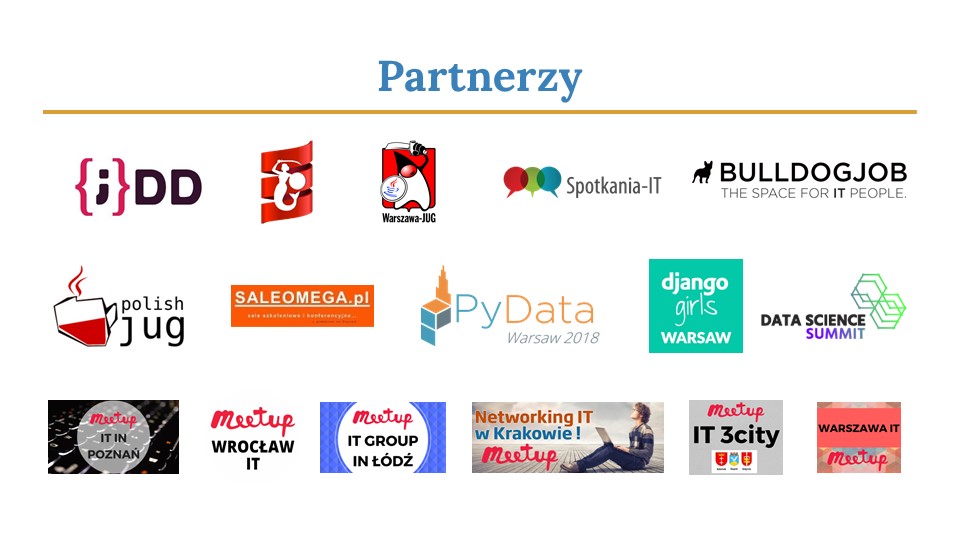 Partnerzy
{j}DD
Warszawa-JUG
Spotkania-IT
BULLDOGJOB
THE SPACE FOR IT PEOPLE.
polish
jug
SALEOMEGA.pl
sale szkoleniowe i konferencyjne...
PyData
Warsaw 2018
django
girls
WARSAW
DATA SCIENCE
SUMMIT
meetup
IT IN
POZNAŃ
meetup
WROCŁAW
IT
meetup
IT GROUP
IN ŁÓDŹ
Networking IT
w Krakowie !
meetup
meetup
IT 3city
WARSZAWA IT
meetup